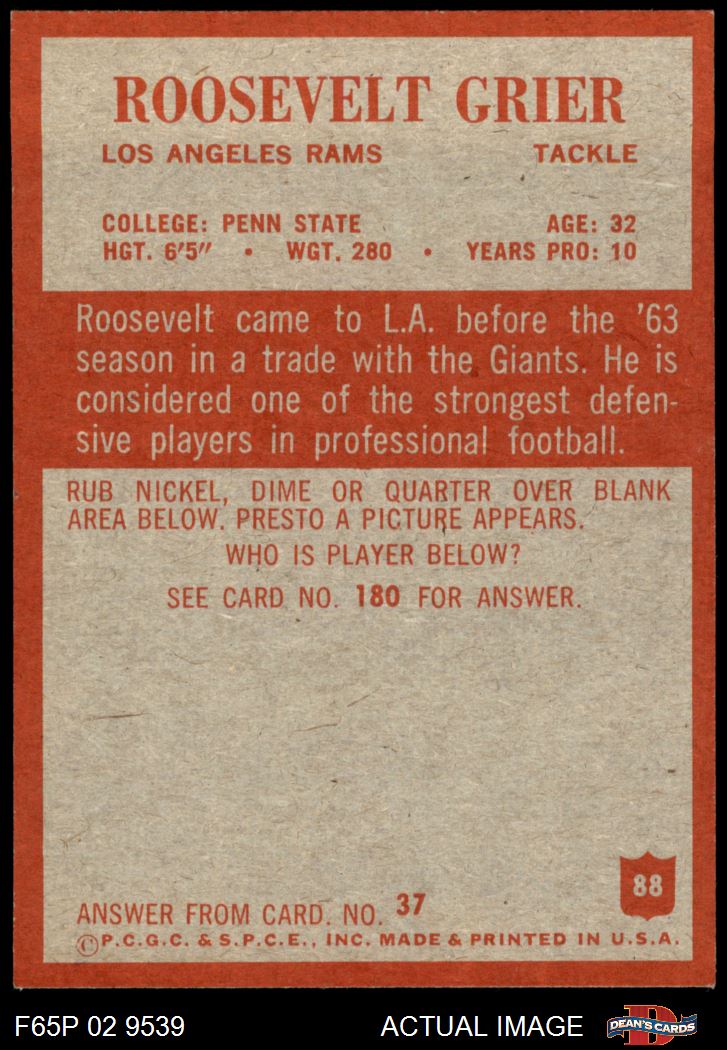 ROOSEVELT GRIER
LOS ANGELES RAMS TACKLE
COLLEGE: PENN STATE AGE: 32
HGT. 6'5" • WGT. 280 • YEARS PRO: 10
Roosevelt came to L.A. before the '63
season in a trade with the Giants. He is
considered one of the strongest defen-
sive players in professional football.
RUB NICKEL, DIME OR QUARTER OVER BLANK
AREA BELOW. PRESTO A PICTURE APPEARS.
WHO IS PLAYER BELOW?
SEE CARD NO. 180 FOR ANSWER.
88
ANSWER FROM CARD. NO. 37
©P.C.G.C. & S.P.C.E., INC. MADE & PRINTED IN U.S.A.
F65P 02 9539 ACTUAL IMAGE D DEAN'S CARDS